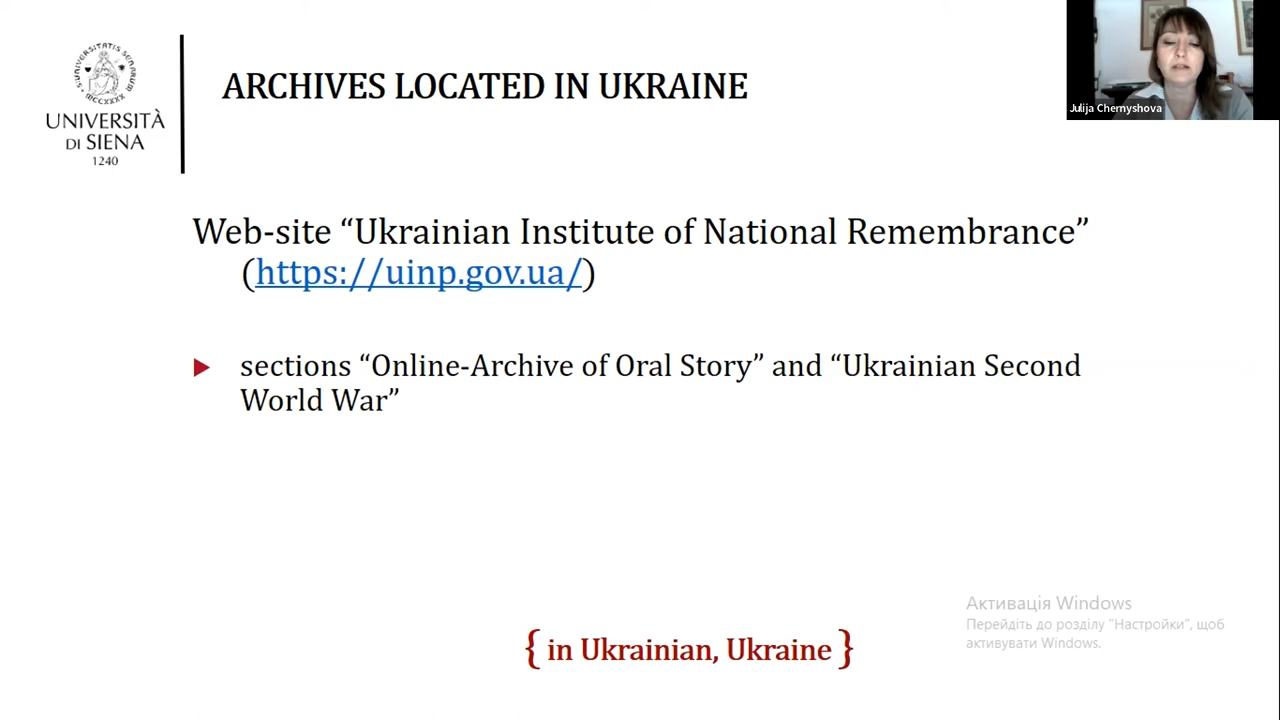 ARCHIVES LOCATED IN UKRAINE
UNIVERSITÀ
DI SIENA
1240
Julija Chernyshova
Web-site “Ukrainian Institute of National Remembrance”
(https://uinp.gov.ua/)
sections “Online-Archive of Oral Story” and “Ukrainian Second
World War”
{ in Ukrainian, Ukraine }
Активація Windows
Перейдіть до розділу "Настройки", щоб
активувати Windows.